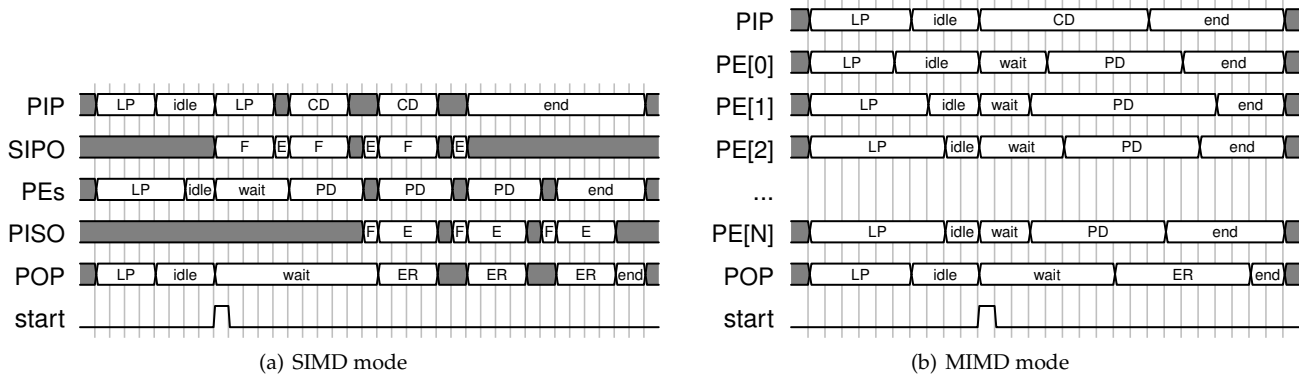 PIP LP idle LP CD CD end
SIPO F E F E F E
PEs LP idle wait PD PD PD end
PISO F E F E F E
POP LP idle wait ER ER ER end
start
(a) SIMD mode
PIP LP idle CD end
PE[0] LP idle wait PD end
PE[1] LP idle wait PD end
PE[2] LP idle wait PD end
...
PE[N] LP idle wait PD end
POP LP idle wait ER end
start
(b) MIMD mode